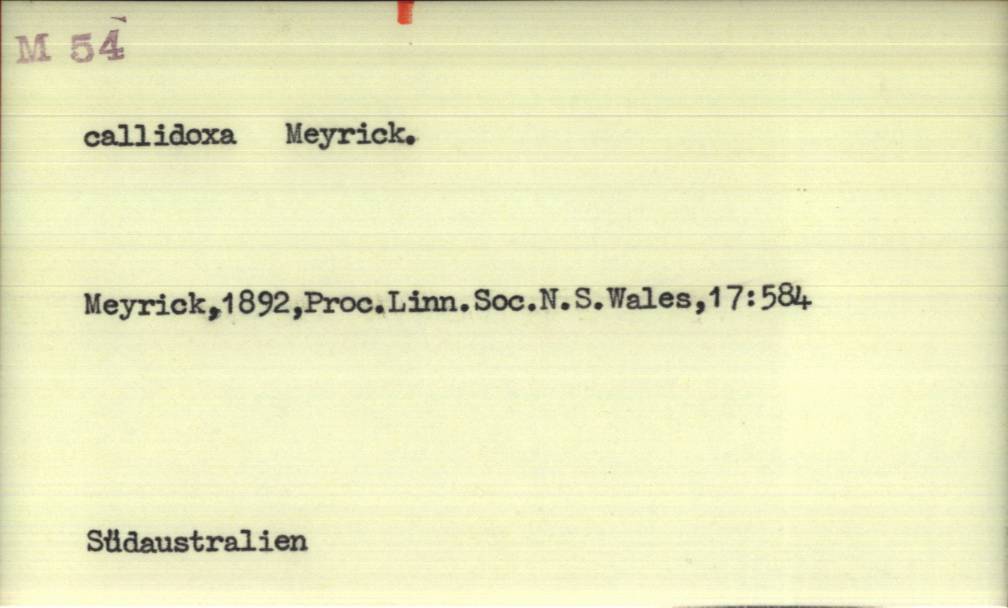 M 54
callidoxa Meyrick.
Meyrick,1892,Proc.Linn.Soc.N.S.Wales,17:584
Südaustralien